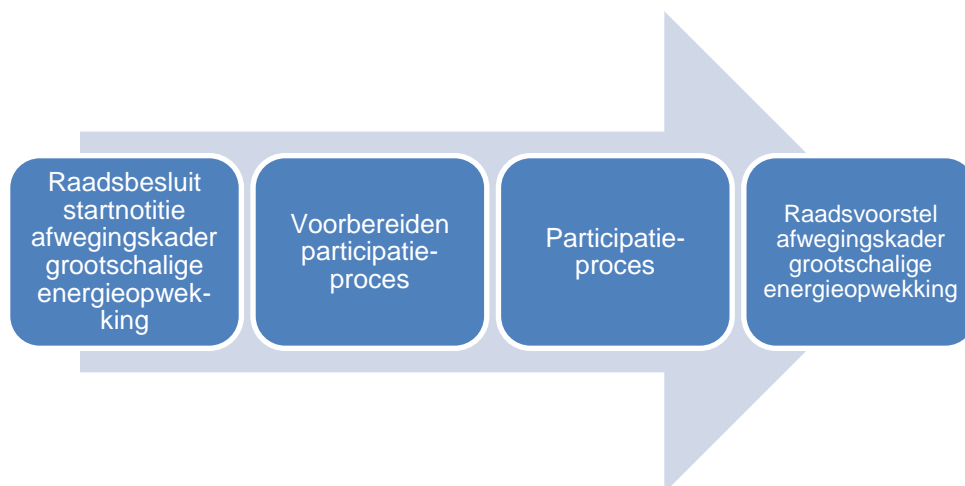 Raadsbesluit
startnotitie
afwegingskader
grootschalige
energieopwek-
king
Voorbereiden
participatie-
proces
Participatie-
proces
Raadsvoorstel
afwegingskader
grootschalige
energieopwekking